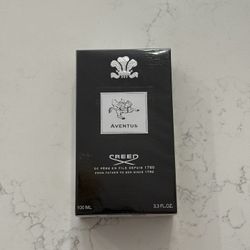 AVENTUS
CREED
DE PÈRE EN FILS DEPUIS 1760
FROM FATHER TO SON SINCE 1760
100 ML 3.3 FL.OZ.